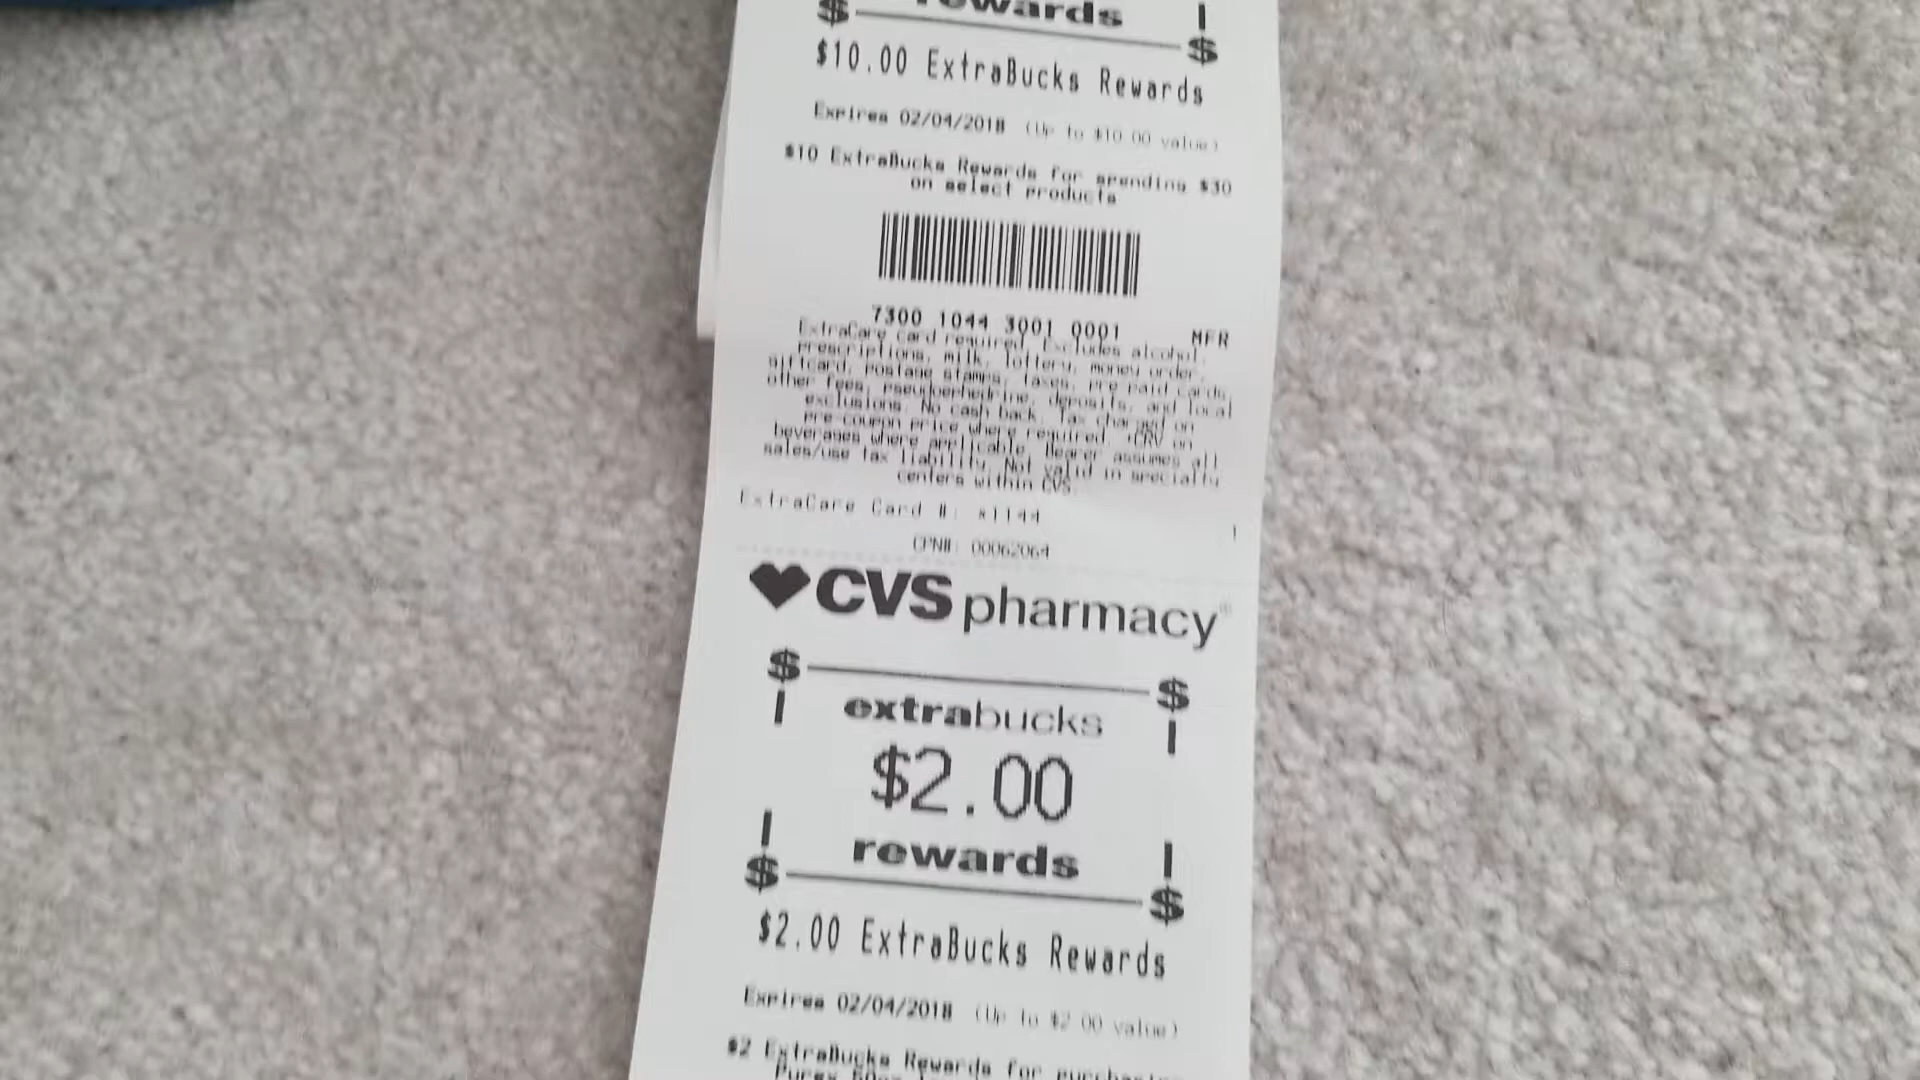 rewards
$ $
$10.00 ExtraBucks Rewards
Expires 02/04/2018 (Up to $10.00 value)
$10 ExtraBucks Rewards for spending $30
on select products
7300 1044 3001 0001 MFR
ExtraCare card required. Excludes alcohol,
prescriptions, milk, lottery, money order,
giftcard, postage stamps, taxes, pre paid cards,
other fees, pseudoephedrine, deposits, and local
exclusions. No cash back. Tax charged on
pre-coupon price where required. (CRV on
beverages where applicable. Bearer assumes all
sales/use tax liability. Not valid in specialty
centers within CVS.
ExtraCare Card #: *1144
1
CPN#: 00062064
CVS pharmacy®
$ $
extrabucks
$2.00
rewards
$ $
$2.00 ExtraBucks Rewards
Expires 02/04/2018 (Up to $2.00 value)
$2 ExtraBucks Rewards for
Purex